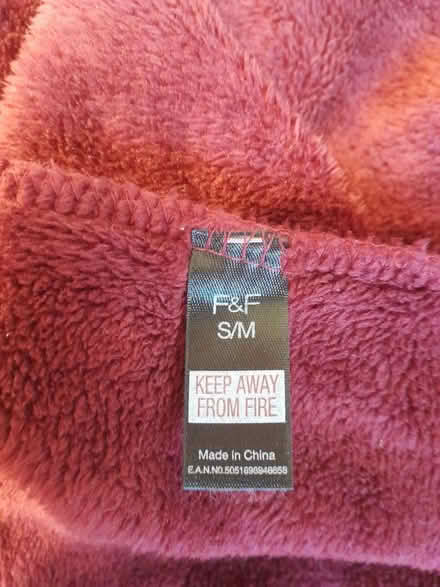 F&F
S/M
KEEP AWAY
FROM FIRE
Made in China